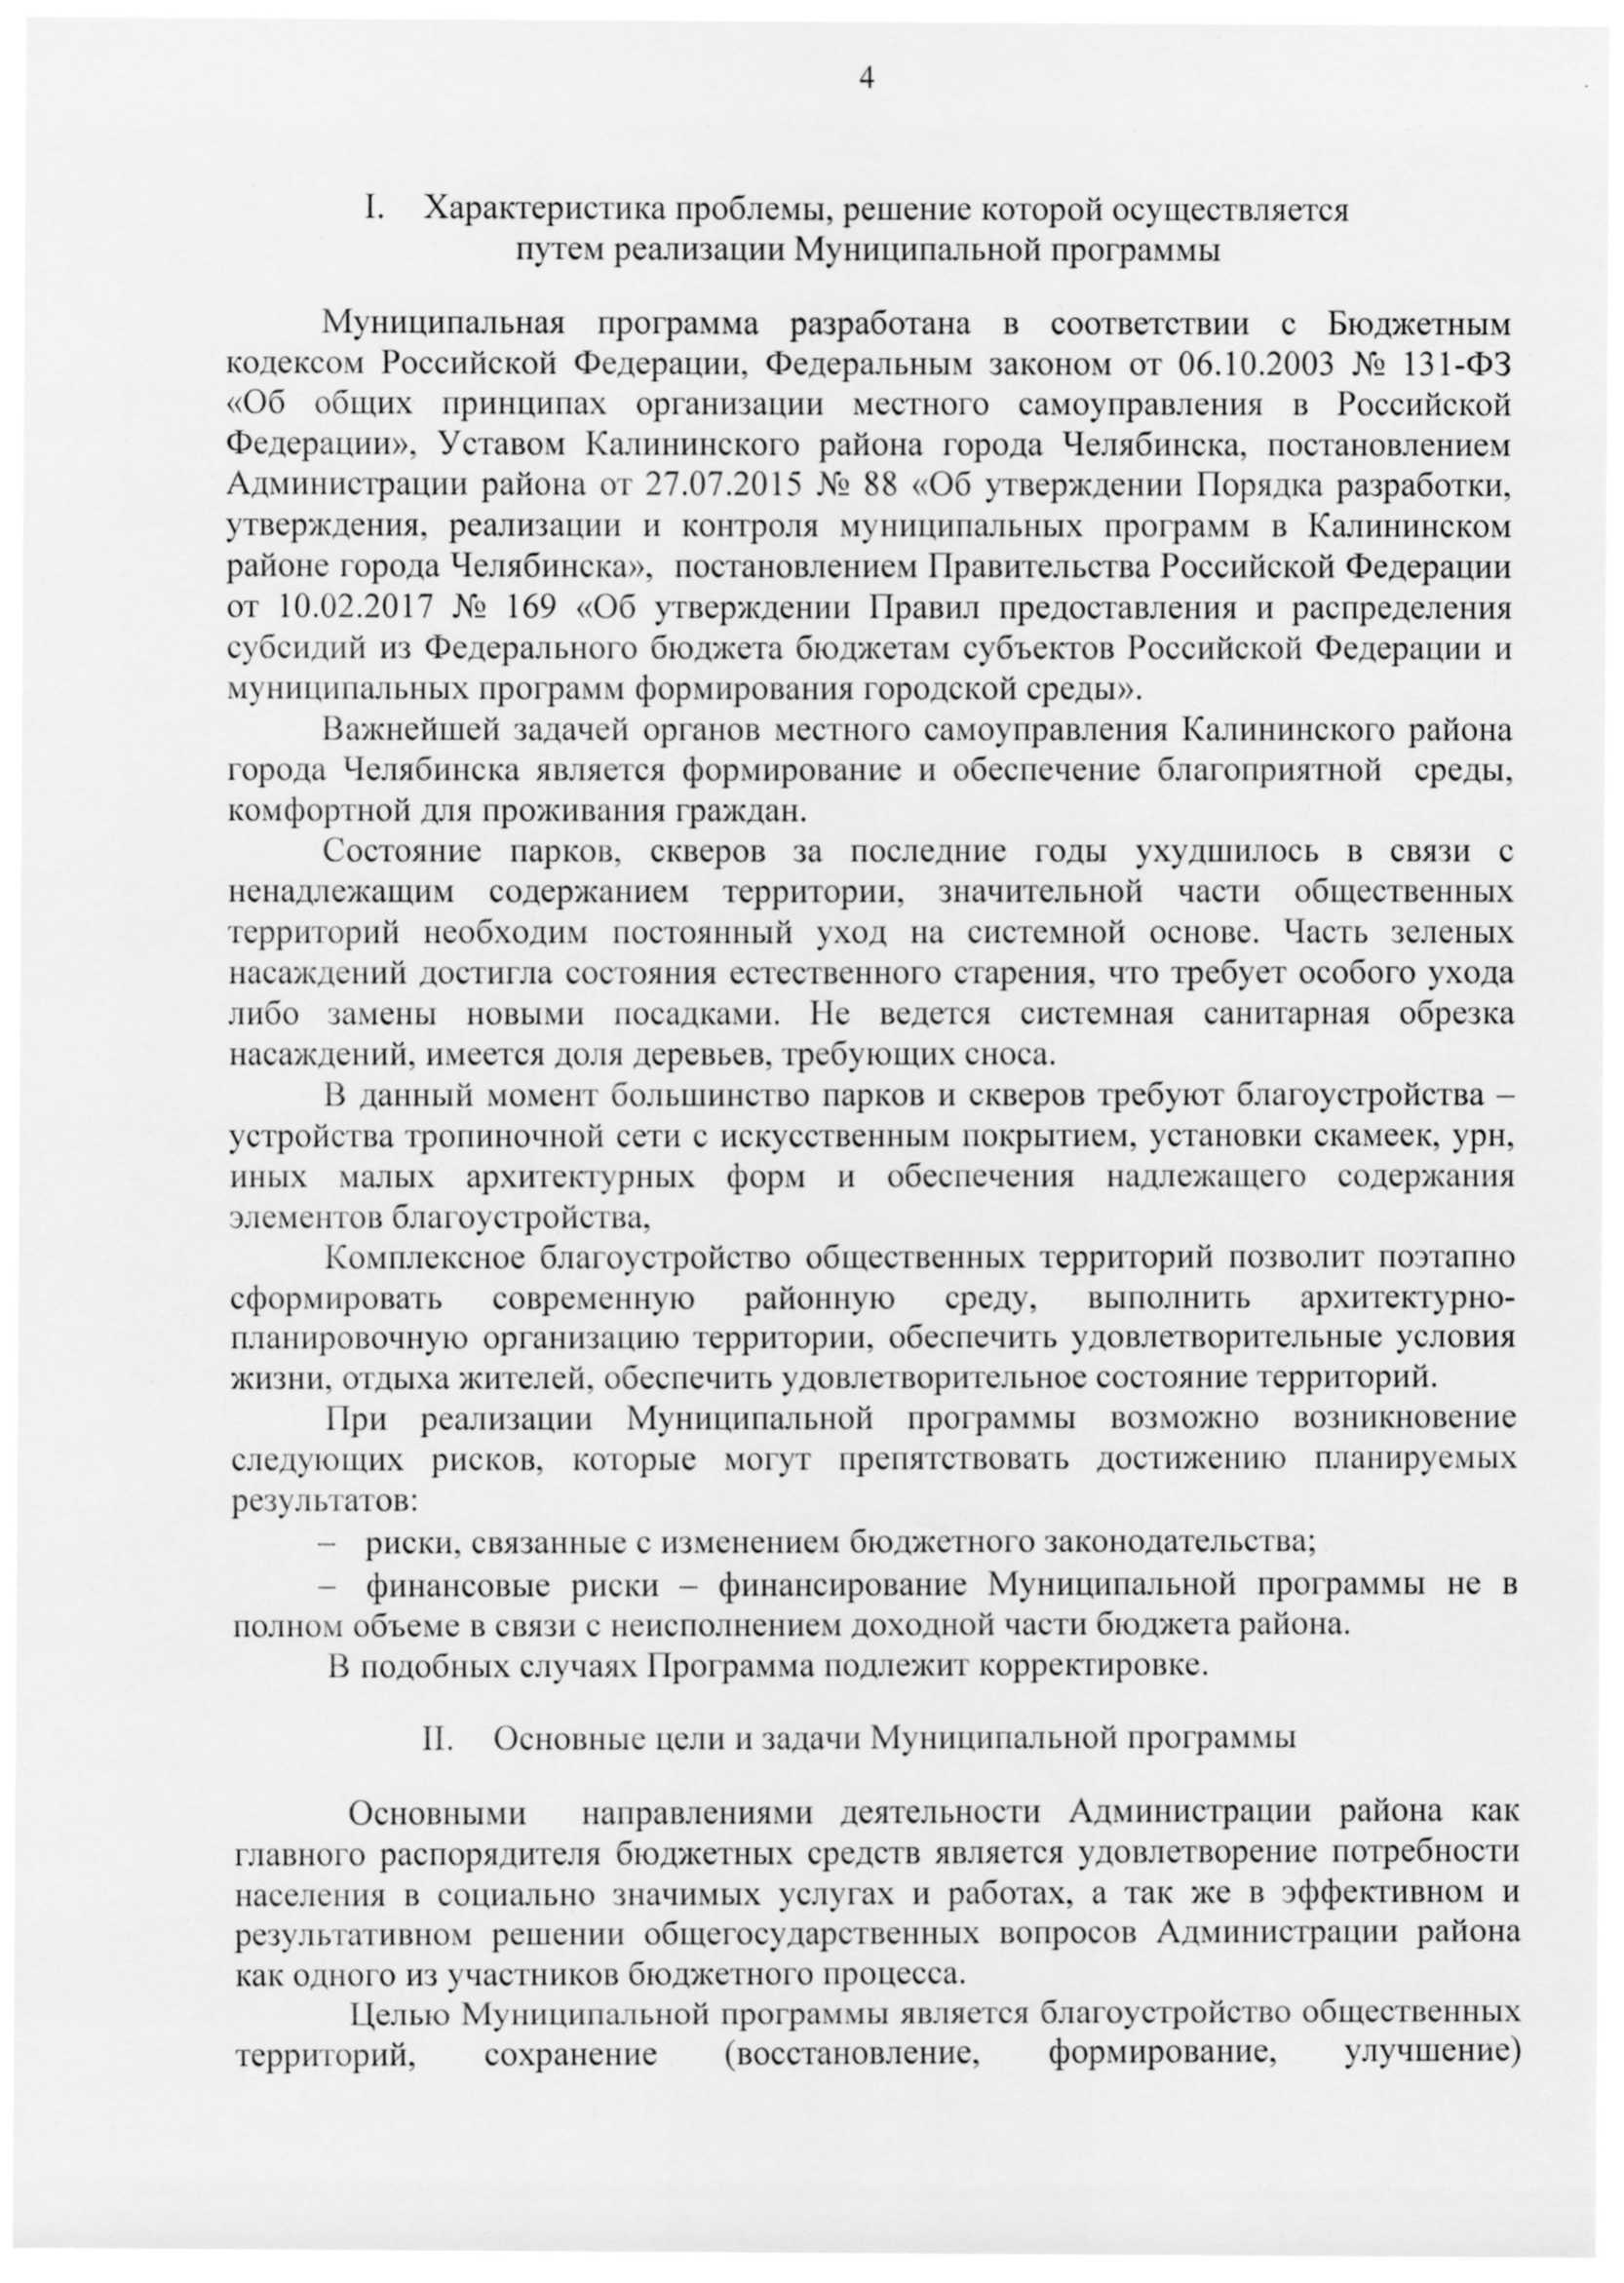 4
I. Характеристика проблемы, решение которой осуществляется
путем реализации Муниципальной программы
Муниципальная программа разработана в соответствии с Бюджетным
кодексом Российской Федерации, Федеральным законом от 06.10.2003 № 131-ФЗ
«Об общих принципах организации местного самоуправления в Российской
Федерации», Уставом Калининского района города Челябинска, постановлением
Администрации района от 27.07.2015 № 88 «Об утверждении Порядка разработки,
утверждения, реализации и контроля муниципальных программ в Калининском
районе города Челябинска», постановлением Правительства Российской Федерации
от 10.02.2017 № 169 «Об утверждении Правил предоставления и распределения
субсидий из Федерального бюджета бюджетам субъектов Российской Федерации и
муниципальных программ формирования городской среды».
Важнейшей задачей органов местного самоуправления Калининского района
города Челябинска является формирование и обеспечение благоприятной среды,
комфортной для проживания граждан.
Состояние парков, скверов за последние годы ухудшилось в связи с
ненадлежащим содержанием территории, значительной части общественных
территорий необходим постоянный уход на системной основе. Часть зеленых
насаждений достигла состояния естественного старения, что требует особого ухода
либо замены новыми посадками. Не ведется системная санитарная обрезка
насаждений, имеется доля деревьев, требующих сноса.
В данный момент большинство парков и скверов требуют благоустройства –
устройства тропиночной сети с искусственным покрытием, установки скамеек, урн,
иных малых архитектурных форм и обеспечения надлежащего содержания
элементов благоустройства,
Комплексное благоустройство общественных территорий позволит поэтапно
сформировать современную районную среду, выполнить архитектурно-
планировочную организацию территории, обеспечить удовлетворительные условия
жизни, отдыха жителей, обеспечить удовлетворительное состояние территорий.
При реализации Муниципальной программы возможно возникновение
следующих рисков, которые могут препятствовать достижению планируемых
результатов:
– риски, связанные с изменением бюджетного законодательства;
– финансовые риски – финансирование Муниципальной программы не в
полном объеме в связи с неисполнением доходной части бюджета района.
В подобных случаях Программа подлежит корректировке.
II. Основные цели и задачи Муниципальной программы
Основными направлениями деятельности Администрации района как
главного распорядителя бюджетных средств является удовлетворение потребности
населения в социально значимых услугах и работах, а так же в эффективном и
результативном решении общегосударственных вопросов Администрации района
как одного из участников бюджетного процесса.
Целью Муниципальной программы является благоустройство общественных
территорий, сохранение (восстановление, формирование, улучшение)